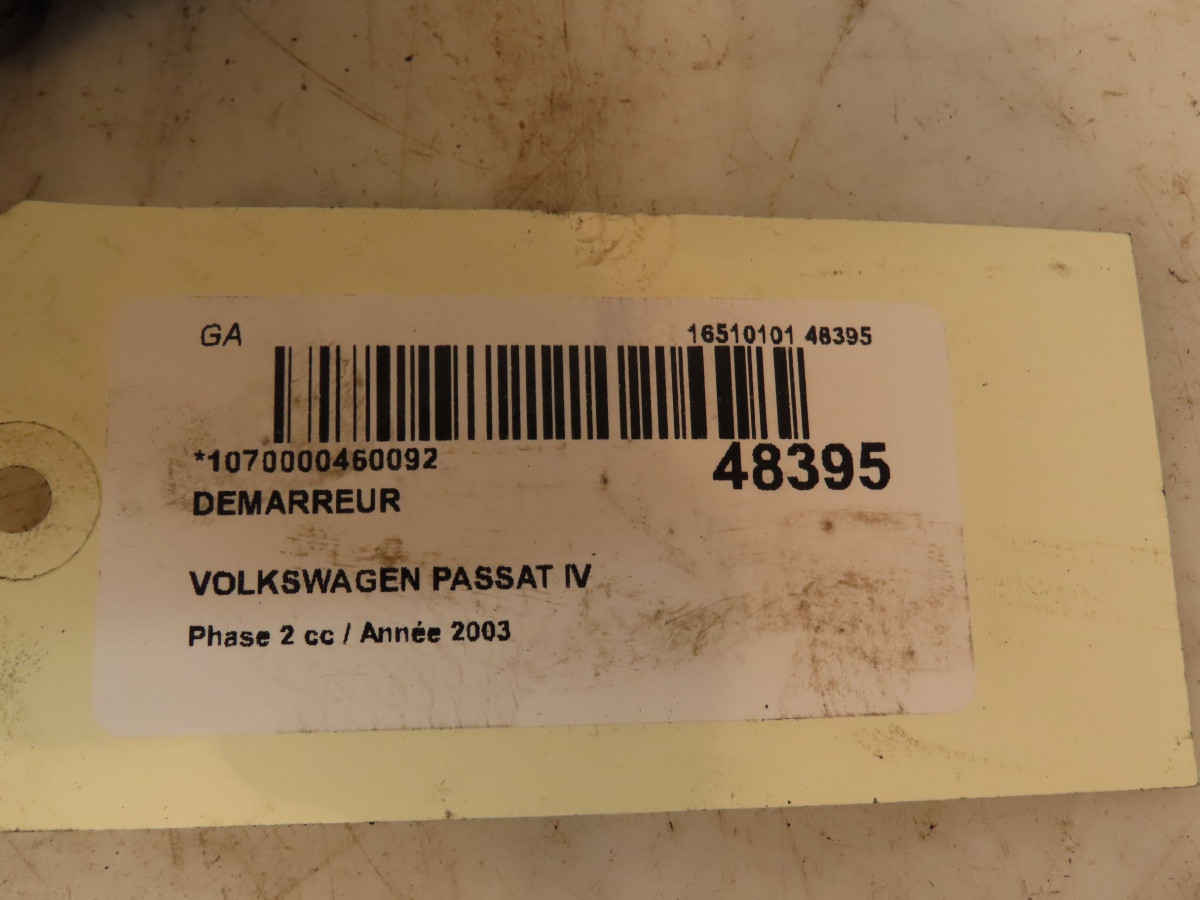 GA 16510101 48395
*1070000460092 48395
DEMARREUR
VOLKSWAGEN PASSAT IV
Phase 2 cc / Année 2003